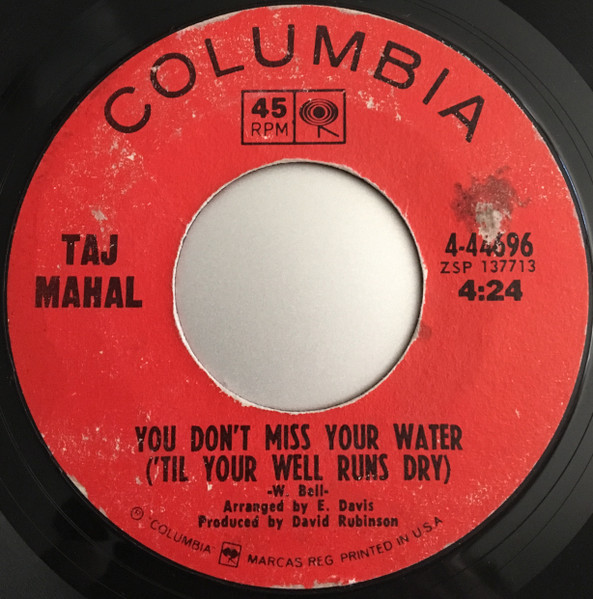 COLUMBIA
45
RPM
TAJ
MAHAL
4-44696
ZSP 137713
4:24
YOU DON'T MISS YOUR WATER
('TIL YOUR WELL RUNS DRY)
-W. Bell-
Arranged by E. Davis
Produced by David Rubinson
℗ COLUMBIA MARCAS REG. PRINTED IN U.S.A.